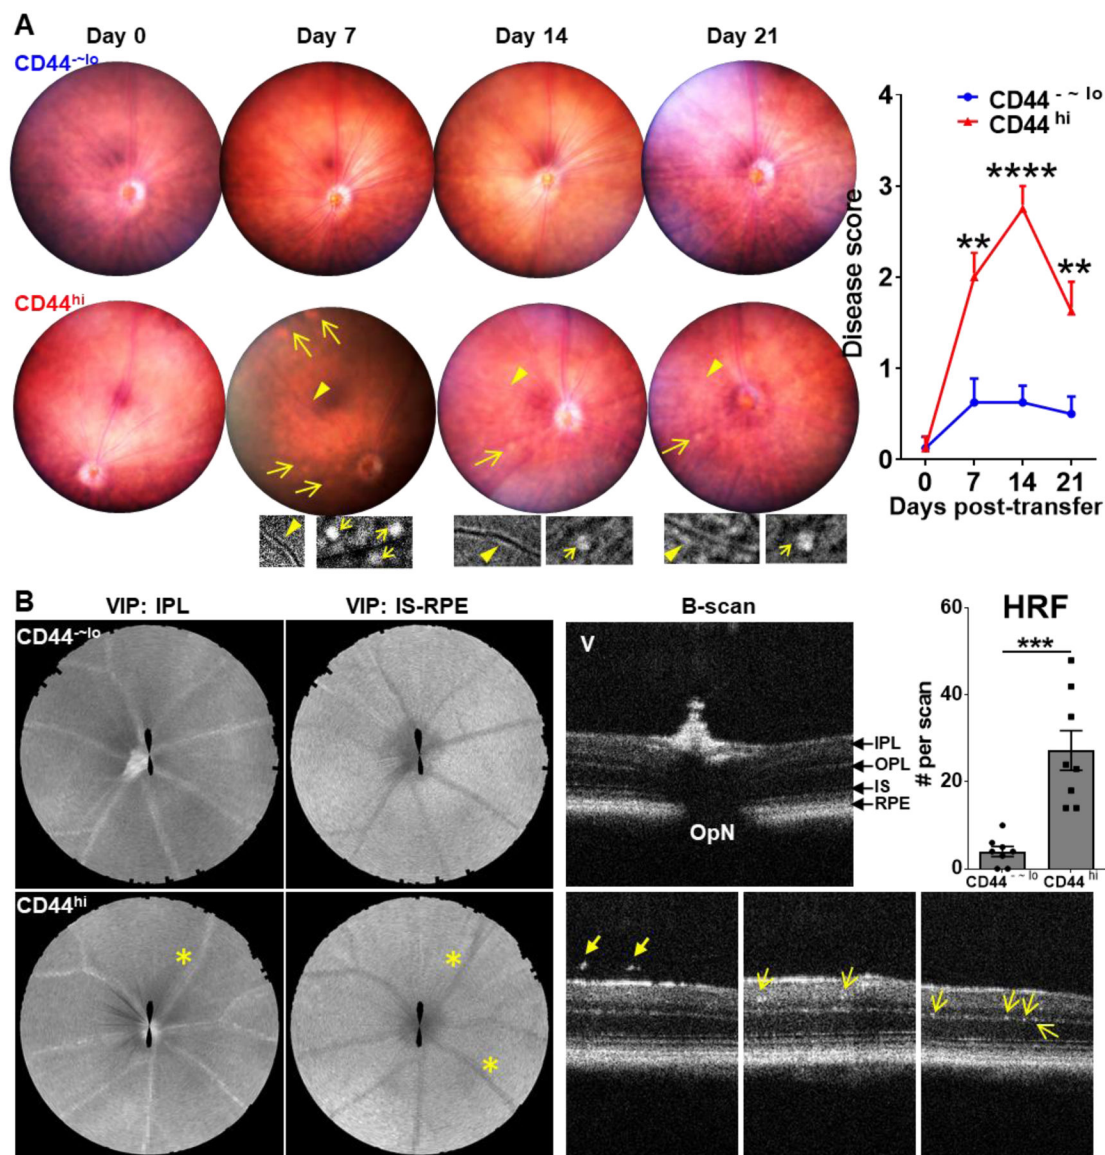 A
Day 0
Day 7
Day 14
Day 21
CD44-~lo
CD44hi
4
3
2
1
0
Disease score
CD44 - ~ lo
CD44 hi
**
****
**
0 7 14 21
Days post-transfer
B
VIP: IPL
VIP: IS-RPE
B-scan
CD44-~lo
V
IPL
OPL
IS
RPE
OpN
CD44hi
*
*
*
HRF
***
60
40
20
0
# per scan
CD44 - ~ lo
CD44 hi